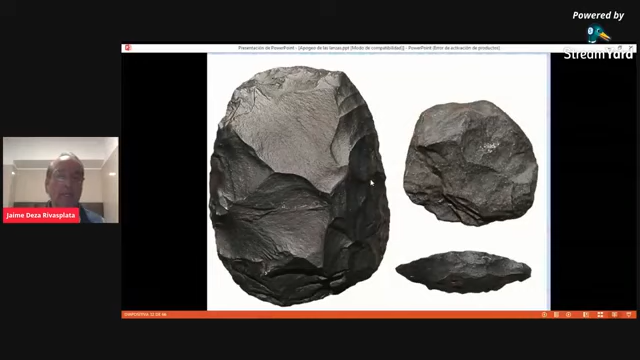 Powered by
StreamYard
Presentación de PowerPoint - [Apogeo de las lanzas.ppt [Modo de compatibilidad]] - PowerPoint (Error de activación de productos)
Jaime Deza Rivasplata